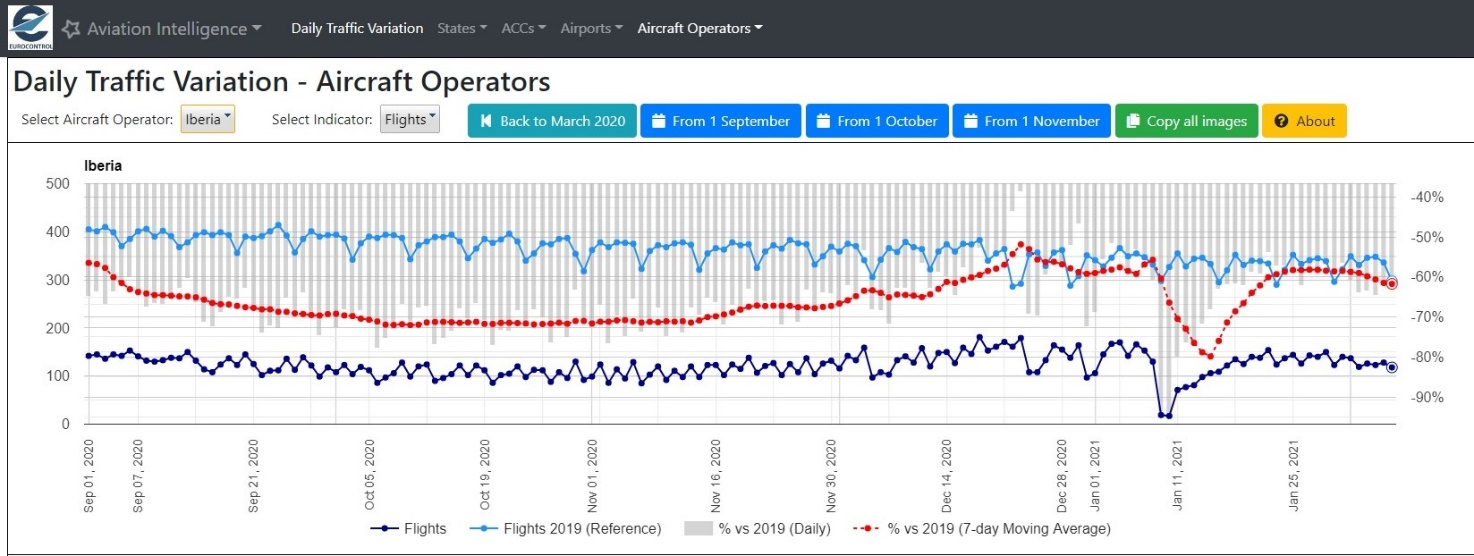 EUROCONTROL
Aviation Intelligence Daily Traffic Variation States ACCs Airports Aircraft Operators
Daily Traffic Variation - Aircraft Operators
Select Aircraft Operator: Iberia Select Indicator: Flights Back to March 2020 From 1 September From 1 October From 1 November Copy all images About
Iberia
500
400 -40%
-50%
300 -60%
200 -70%
100 -80%
-90%
0
Sep 01, 2020 Sep 07, 2020 Sep 21, 2020 Oct 05, 2020 Oct 19, 2020 Nov 01, 2020 Nov 16, 2020 Nov 30, 2020 Dec 14, 2020 Dec 28, 2020 Jan 01, 2021 Jan 11, 2021 Jan 25, 2021
Flights Flights 2019 (Reference) % vs 2019 (Daily) % vs 2019 (7-day Moving Average)